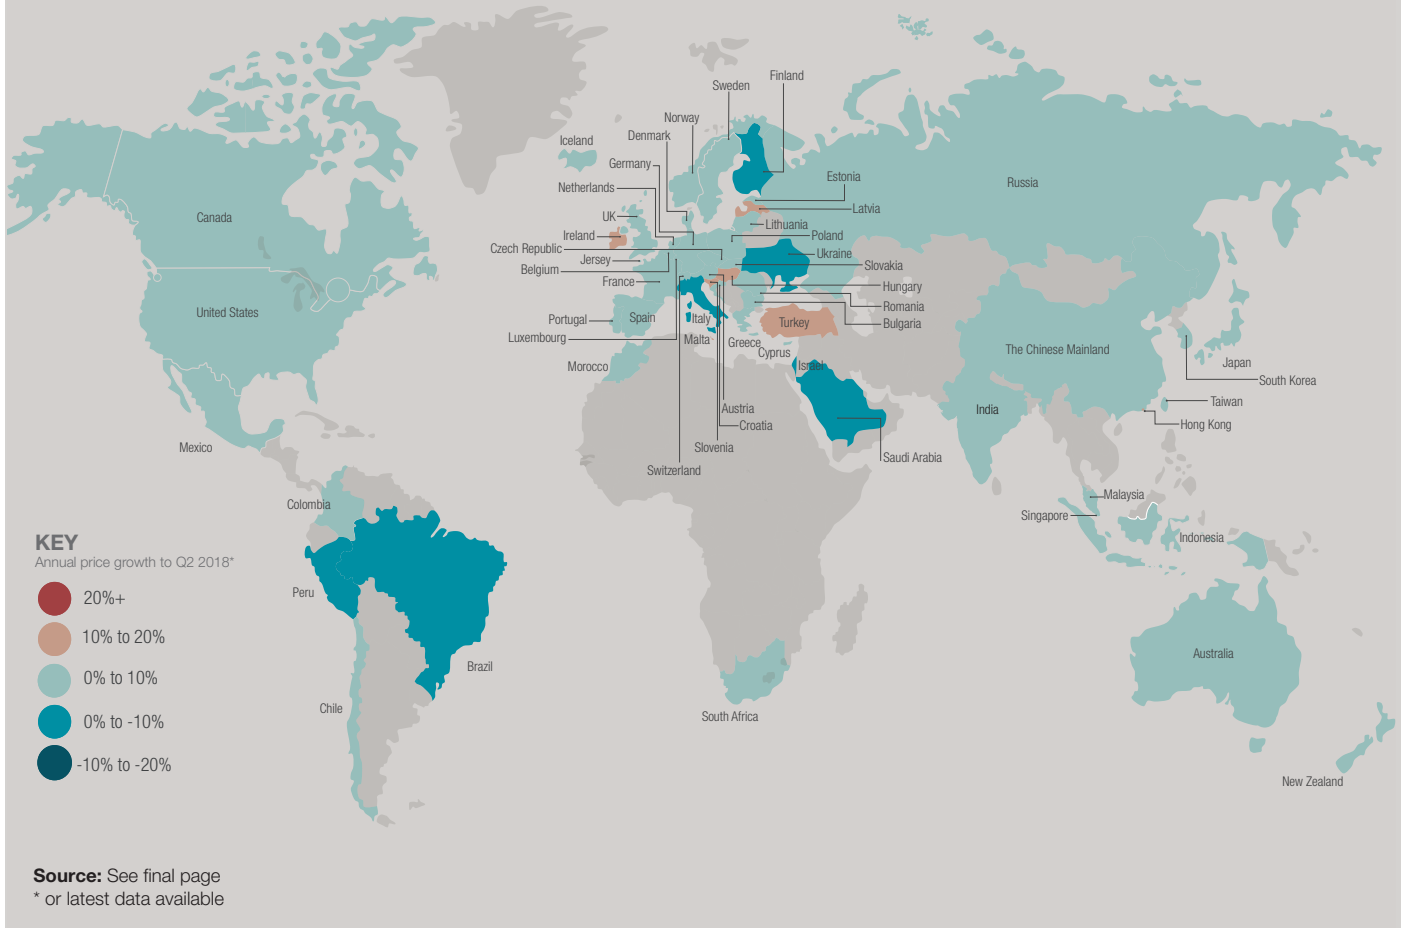 Finland
Sweden
Norway
Denmark
Iceland
Germany
Estonia
Netherlands
Latvia
UK
Canada
Russia
Lithuania
Ireland
Poland
Czech Republic
Ukraine
Jersey
Slovakia
Belgium
France
Hungary
Romania
United States
Portugal
Spain
Italy
Turkey
Bulgaria
Luxembourg
Malta
Greece
Cyprus
The Chinese Mainland
Japan
Morocco
Israel
South Korea
Austria
India
Taiwan
Croatia
Hong Kong
Mexico
Slovenia
Saudi Arabia
Switzerland
Malaysia
Colombia
Singapore
Indonesia
KEY
Annual price growth to Q2 2018*
20%+
10% to 20%
0% to 10%
0% to -10%
-10% to -20%
Peru
Brazil
Chile
South Africa
Australia
New Zealand
Source: See final page
* or latest data available